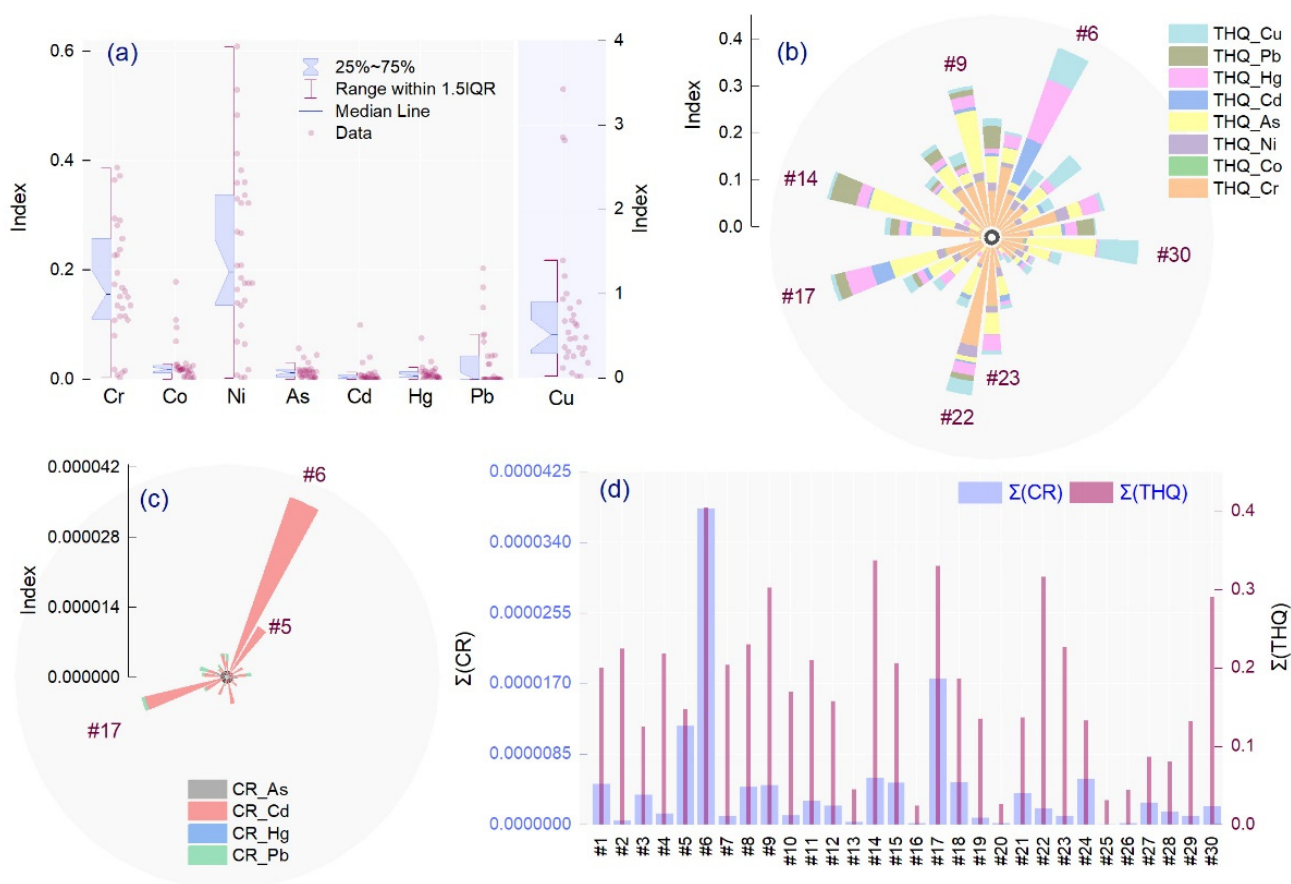 (a)
0.6
0.4
0.2
0.0
Index
25%~75%
Range within 1.5IQR
Median Line
Data
Cr Co Ni As Cd Hg Pb Cu
4
3
2
1
0
Index
(b)
0.4
0.3
0.2
0.1
0.0
Index
#6
#9
#14
#17
#22
#23
#30
THQ_Cu
THQ_Pb
THQ_Hg
THQ_Cd
THQ_As
THQ_Ni
THQ_Co
THQ_Cr
(c)
0.000042
0.000028
0.000014
0.000000
Index
#6
#5
#17
CR_As
CR_Cd
CR_Hg
CR_Pb
(d)
0.0000425
0.0000340
0.0000255
0.0000170
0.0000085
0.0000000
Σ(CR)
Σ(CR) Σ(THQ)
0.4
0.3
0.2
0.1
0.0
Σ(THQ)
#1 #2 #3 #4 #5 #6 #7 #8 #9 #10 #11 #12 #13 #14 #15 #16 #17 #18 #19 #20 #21 #22 #23 #24 #25 #26 #27 #28 #29 #30